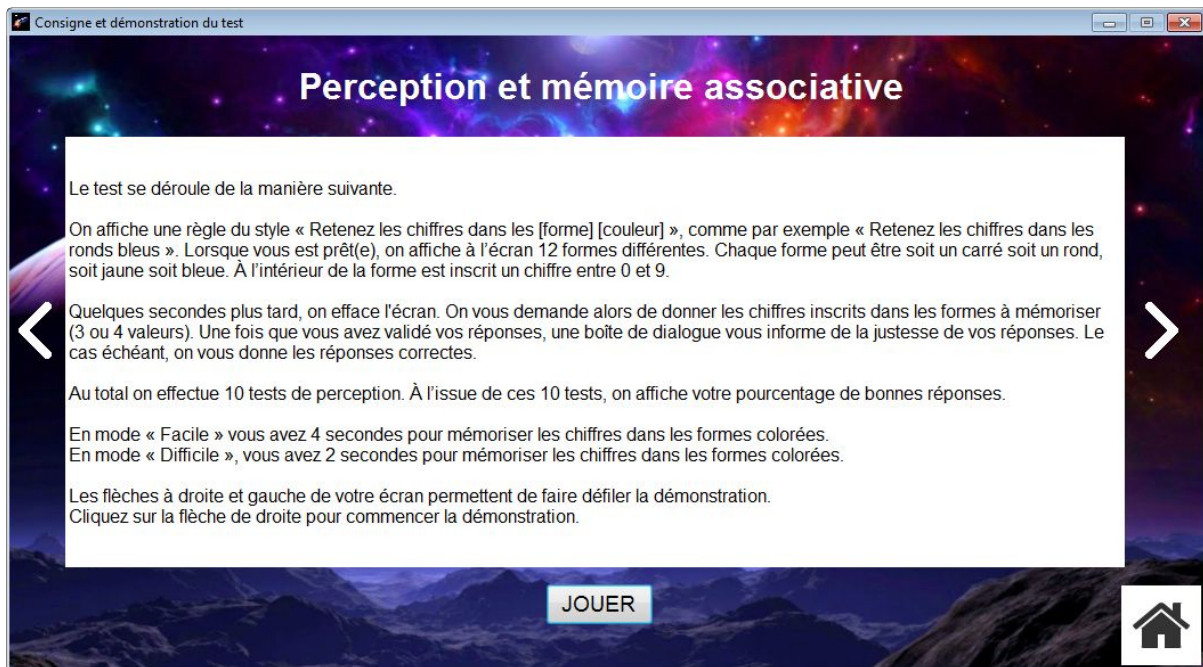 Consigne et démonstration du test
Perception et mémoire associative
Le test se déroule de la manière suivante.
On affiche une règle du style « Retenez les chiffres dans les [forme] [couleur] », comme par exemple « Retenez les chiffres dans les
ronds bleus ». Lorsque vous est prêt(e), on affiche à l’écran 12 formes différentes. Chaque forme peut être soit un carré soit un rond,
soit jaune soit bleue. À l’intérieur de la forme est inscrit un chiffre entre 0 et 9.
Quelques secondes plus tard, on efface l'écran. On vous demande alors de donner les chiffres inscrits dans les formes à mémoriser
(3 ou 4 valeurs). Une fois que vous avez validé vos réponses, une boîte de dialogue vous informe de la justesse de vos réponses. Le
cas échéant, on vous donne les réponses correctes.
Au total on effectue 10 tests de perception. À l’issue de ces 10 tests, on affiche votre pourcentage de bonnes réponses.
En mode « Facile » vous avez 4 secondes pour mémoriser les chiffres dans les formes colorées.
En mode « Difficile », vous avez 2 secondes pour mémoriser les chiffres dans les formes colorées.
Les flèches à droite et gauche de votre écran permettent de faire défiler la démonstration.
Cliquez sur la flèche de droite pour commencer la démonstration.
JOUER